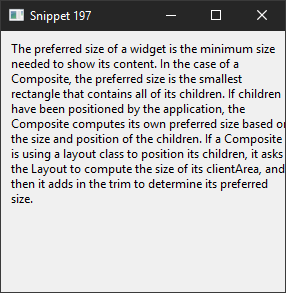 Snippet 197
The preferred size of a widget is the minimum size
needed to show its content. In the case of a
Composite, the preferred size is the smallest
rectangle that contains all of its children. If children
have been positioned by the application, the
Composite computes its own preferred size based on
the size and position of the children. If a Composite
is using a layout class to position its children, it asks
the Layout to compute the size of its clientArea, and
then it adds in the trim to determine its preferred
size.